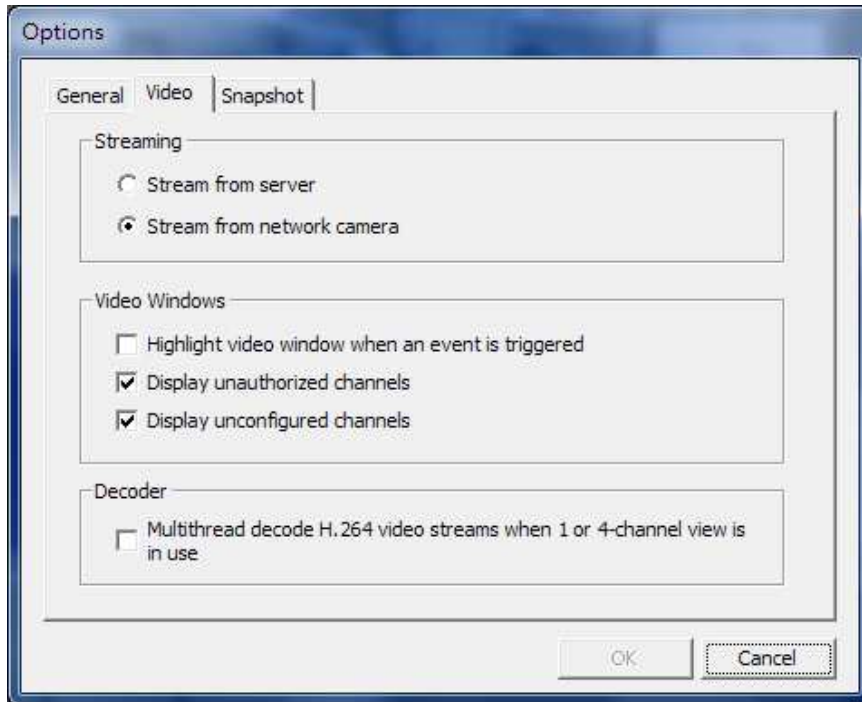 Options
General Video Snapshot
Streaming
Stream from server
Stream from network camera
Video Windows
Highlight video window when an event is triggered
Display unauthorized channels
Display unconfigured channels
Decoder
Multithread decode H.264 video streams when 1 or 4-channel view is
in use
OK Cancel